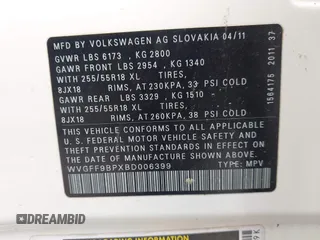 MFD. BY VOLKSWAGEN AG SLOVAKIA 04/11
GVWR LBS 6173 , KG 2800
GAWR FRONT LBS 2954 , KG 1340
WITH 255/55R18 XL TIRES,
8JX18 RIMS, AT 230KPA, 33 PSI COLD
GAWR REAR LBS 3329 , KG 1510
WITH 255/55R18 XL TIRES,
8JX18 RIMS, AT 260KPA, 38 PSI COLD
THIS VEHICLE CONFORMS TO ALL APPLICABLE
U.S. FEDERAL MOTOR VEHICLE SAFETY AND
THEFT PREVENTION STANDARDS IN EFFECT ON THE
DATE OF MANUFACTURE SHOWN ABOVE.
WVGFF9BPXBD006399 TYPE: MPV
1564175 2011 37